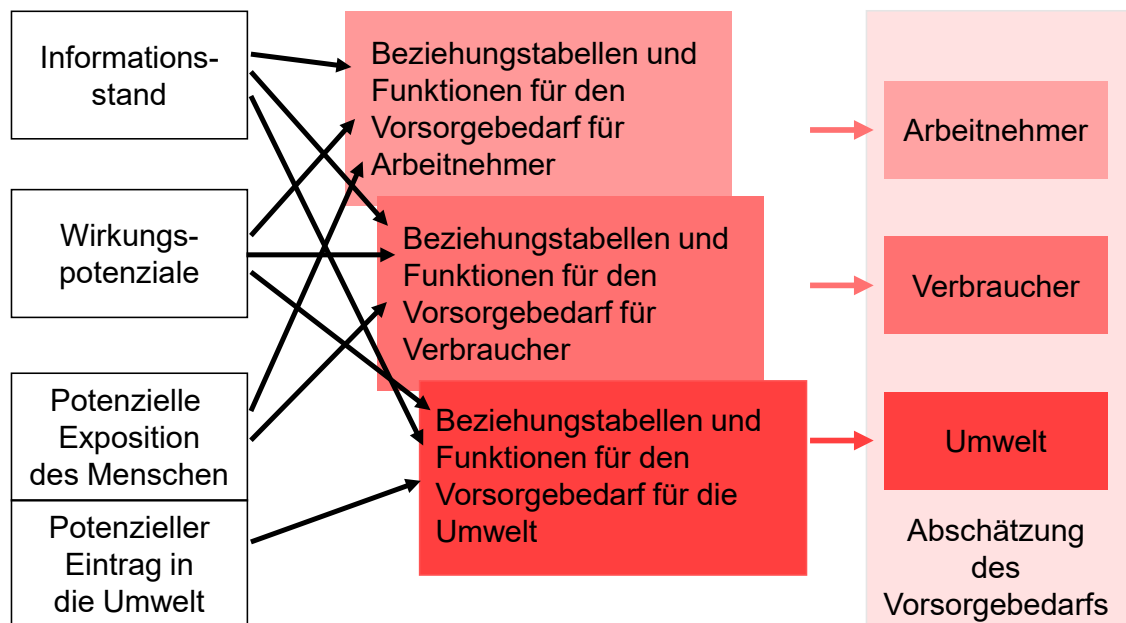 Informations-
stand
Wirkungs-
potenziale
Potenzielle
Exposition
des Menschen
Potenzieller
Eintrag in
die Umwelt
Beziehungstabellen und
Funktionen für den
Vorsorgebedarf für
Arbeitnehmer
Beziehungstabellen und
Funktionen für den
Vorsorgebedarf für
Verbraucher
Beziehungstabellen und
Funktionen für den
Vorsorgebedarf für die
Umwelt
Arbeitnehmer
Verbraucher
Umwelt
Abschätzung
des
Vorsorgebedarfs